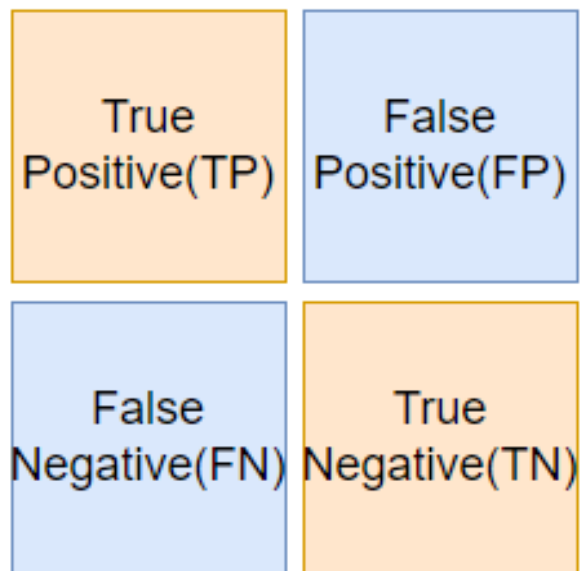 True
Positive(TP)
False
Positive(FP)
False
Negative(FN)
True
Negative(TN)